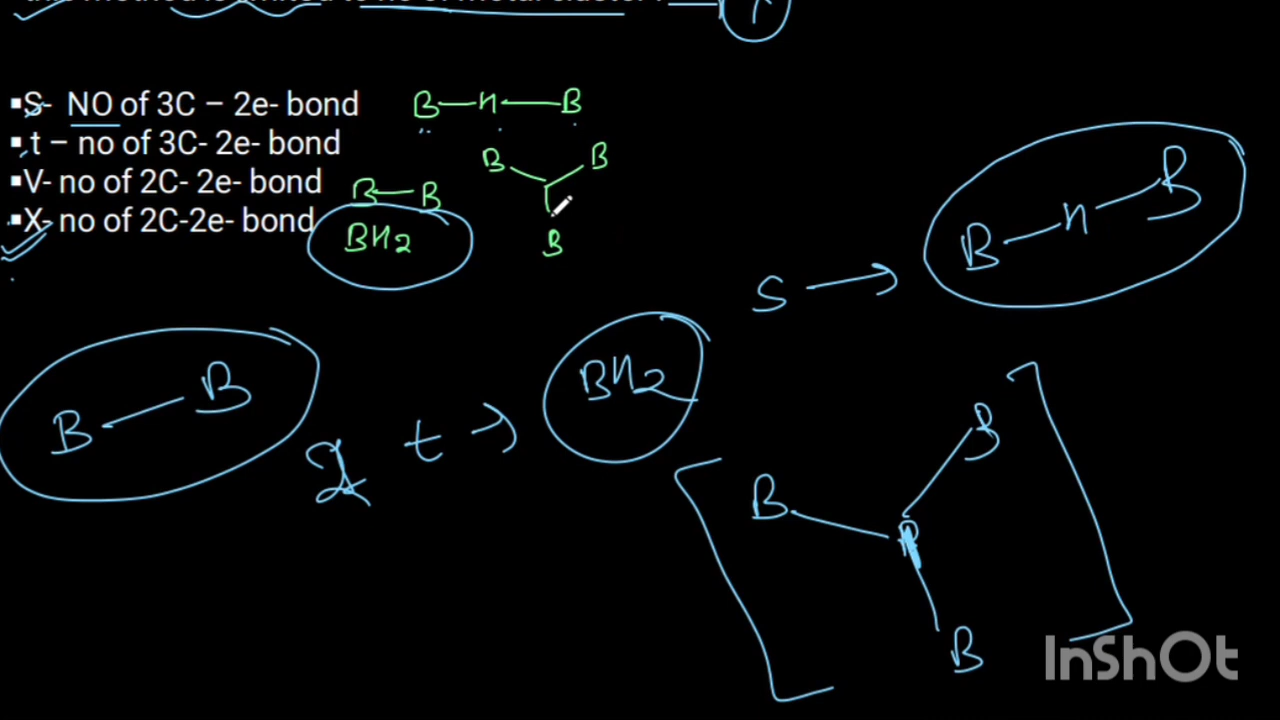 ▪S- NO of 3C – 2e- bond B—H—B
▪t – no of 3C- 2e- bond B B B
▪V- no of 2C- 2e- bond B—B
▪X- no of 2C-2e- bond BH2
S → B—H—B
B—B
t → BH2
B B B
InShOt